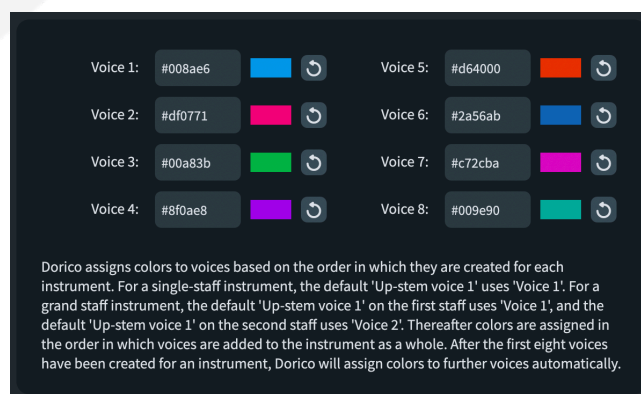 Voice 1: #008ae6 Voice 5: #d64000
Voice 2: #df0771 Voice 6: #2a56ab
Voice 3: #00a83b Voice 7: #c72cba
Voice 4: #8f0ae8 Voice 8: #009e90
Dorico assigns colors to voices based on the order in which they are created for each
instrument. For a single-staff instrument, the default 'Up-stem voice 1' uses 'Voice 1'. For a
grand staff instrument, the default 'Up-stem voice 1' on the first staff uses 'Voice 1', and the
default 'Up-stem voice 1' on the second staff uses 'Voice 2'. Thereafter colors are assigned in
the order in which voices are added to the instrument as a whole. After the first eight voices
have been created for an instrument, Dorico will assign colors to further voices automatically.